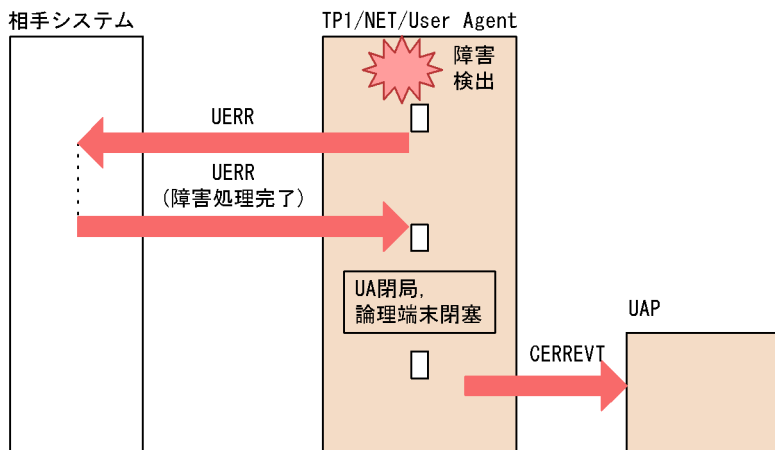 相手システム
TP1/NET/User Agent
障害
検出
UERR
UERR
(障害処理完了)
UA閉局,
論理端末閉塞
UAP
CERREVT